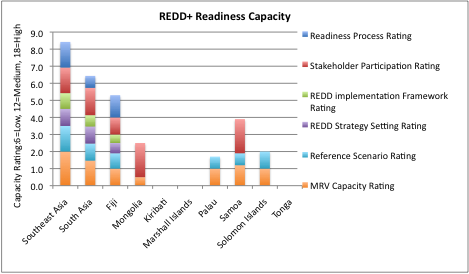 REDD+ Readiness Capacity
Capacity Rating:6=Low, 12=Medium, 18=High
9.0
8.0
7.0
6.0
5.0
4.0
3.0
2.0
1.0
0.0
Southeast Asia
South Asia
Fiji
Mongolia
Kiribati
Marshall Islands
Palau
Samoa
Solomon Islands
Tonga
Readiness Process Rating
Stakeholder Participation Rating
REDD implementation Framework
Rating
REDD Strategy Setting Rating
Reference Scenario Rating
MRV Capacity Rating